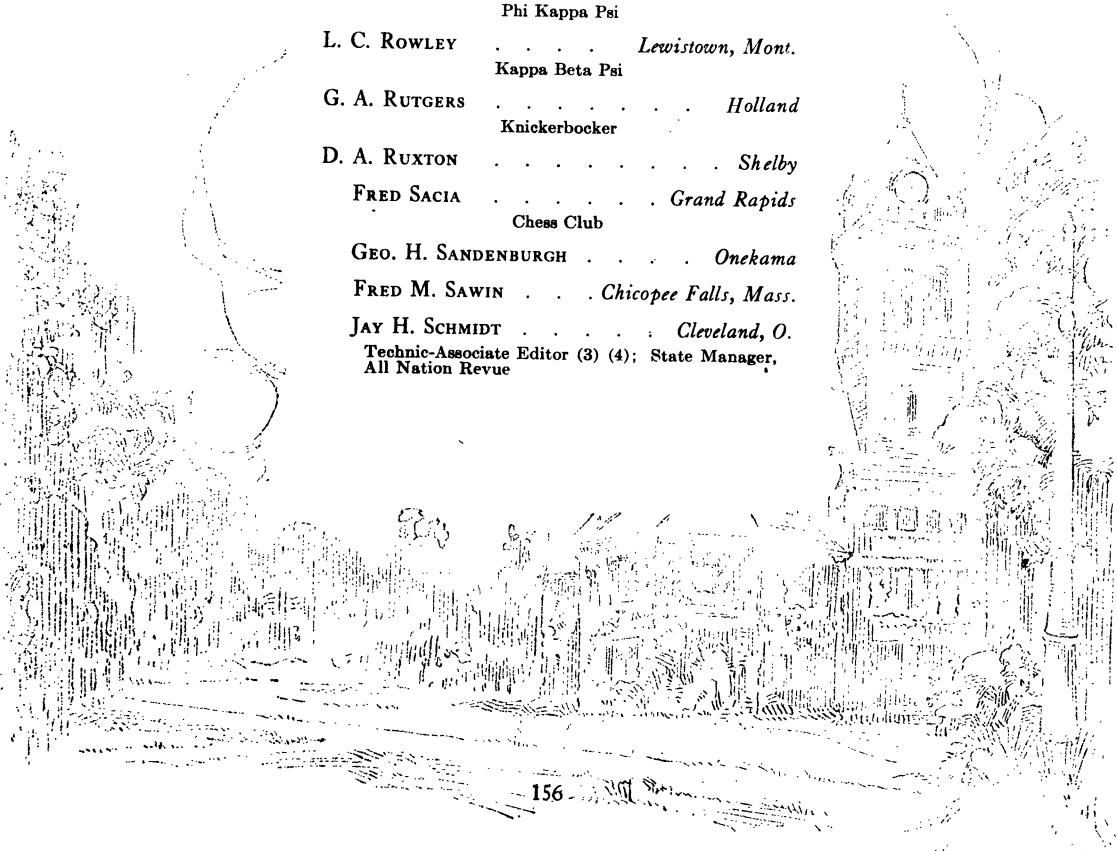 Phi Kappa Psi
L. C. ROWLEY . . . . Lewistown, Mont.
Kappa Beta Psi
G. A. RUTGERS . . . . . . . Holland
Knickerbocker
D. A. RUXTON . . . . . . . . Shelby
FRED SACIA . . . . . . Grand Rapids
Chess Club
GEO. H. SANDENBURGH . . . . Onekama
FRED M. SAWIN . . . Chicopee Falls, Mass.
JAY H. SCHMIDT . . . . . Cleveland, O.
Technic-Associate Editor (3) (4); State Manager,
All Nation Revue
156